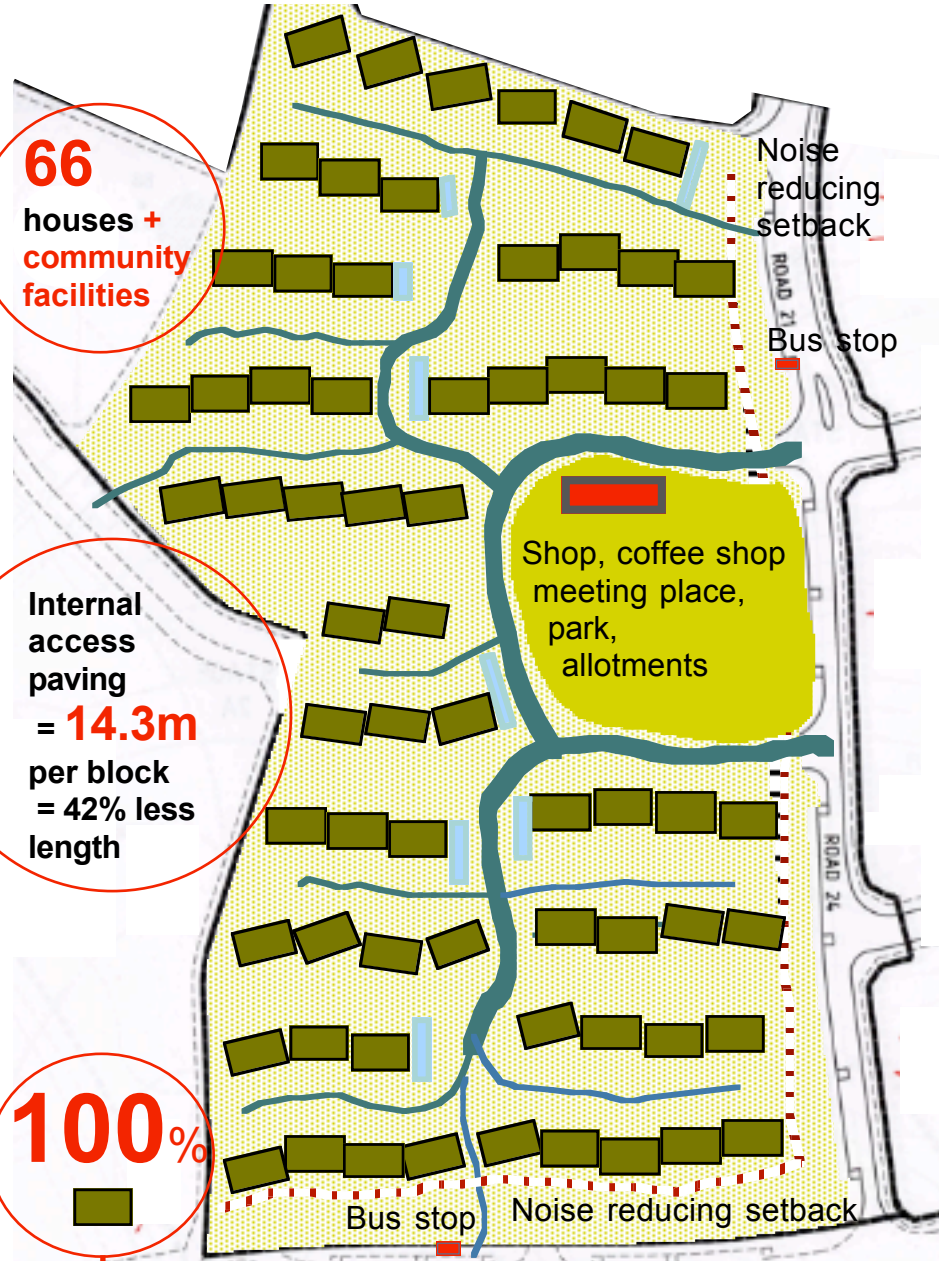 66
houses +
community
facilities
Noise
reducing
setback
ROAD 21
Bus stop
Shop, coffee shop
meeting place,
park,
allotments
Internal
access
paving
= 14.3m
per block
= 42% less
length
ROAD 24
100%
Bus stop
Noise reducing setback